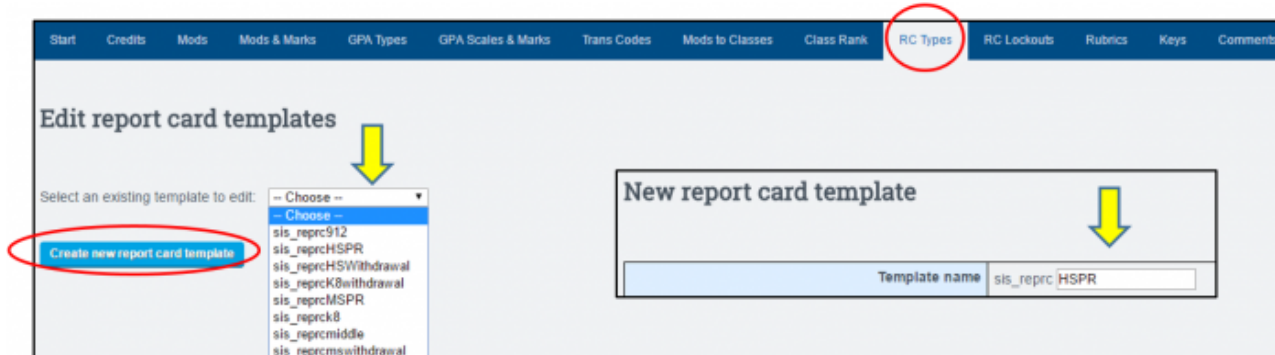 Start Credits Mods Mods & Marks GPA Types GPA Scales & Marks Trans Codes Mods to Classes Class Rank RC Types RC Lockouts Rubrics Keys Comments
Edit report card templates
Select an existing template to edit: -- Choose --
-- Choose --
sis_reprc912
sis_reprcHSPR
sis_reprcHSWithdrawal
sis_reprcK8withdrawal
sis_reprcMSPR
sis_reprck8
sis_reprcmiddle
sis_reprcmswithdrawal
Create new report card template
New report card template
Template name sis_reprc HSPR